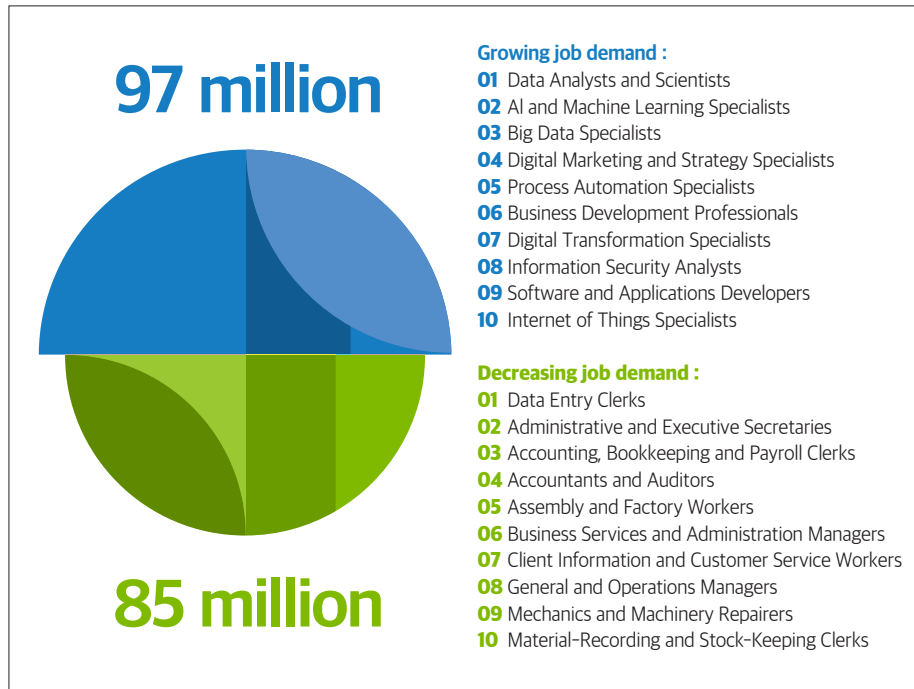 97 million
85 million
Growing job demand :
01 Data Analysts and Scientists
02 AI and Machine Learning Specialists
03 Big Data Specialists
04 Digital Marketing and Strategy Specialists
05 Process Automation Specialists
06 Business Development Professionals
07 Digital Transformation Specialists
08 Information Security Analysts
09 Software and Applications Developers
10 Internet of Things Specialists
Decreasing job demand :
01 Data Entry Clerks
02 Administrative and Executive Secretaries
03 Accounting, Bookkeeping and Payroll Clerks
04 Accountants and Auditors
05 Assembly and Factory Workers
06 Business Services and Administration Managers
07 Client Information and Customer Service Workers
08 General and Operations Managers
09 Mechanics and Machinery Repairers
10 Material-Recording and Stock-Keeping Clerks